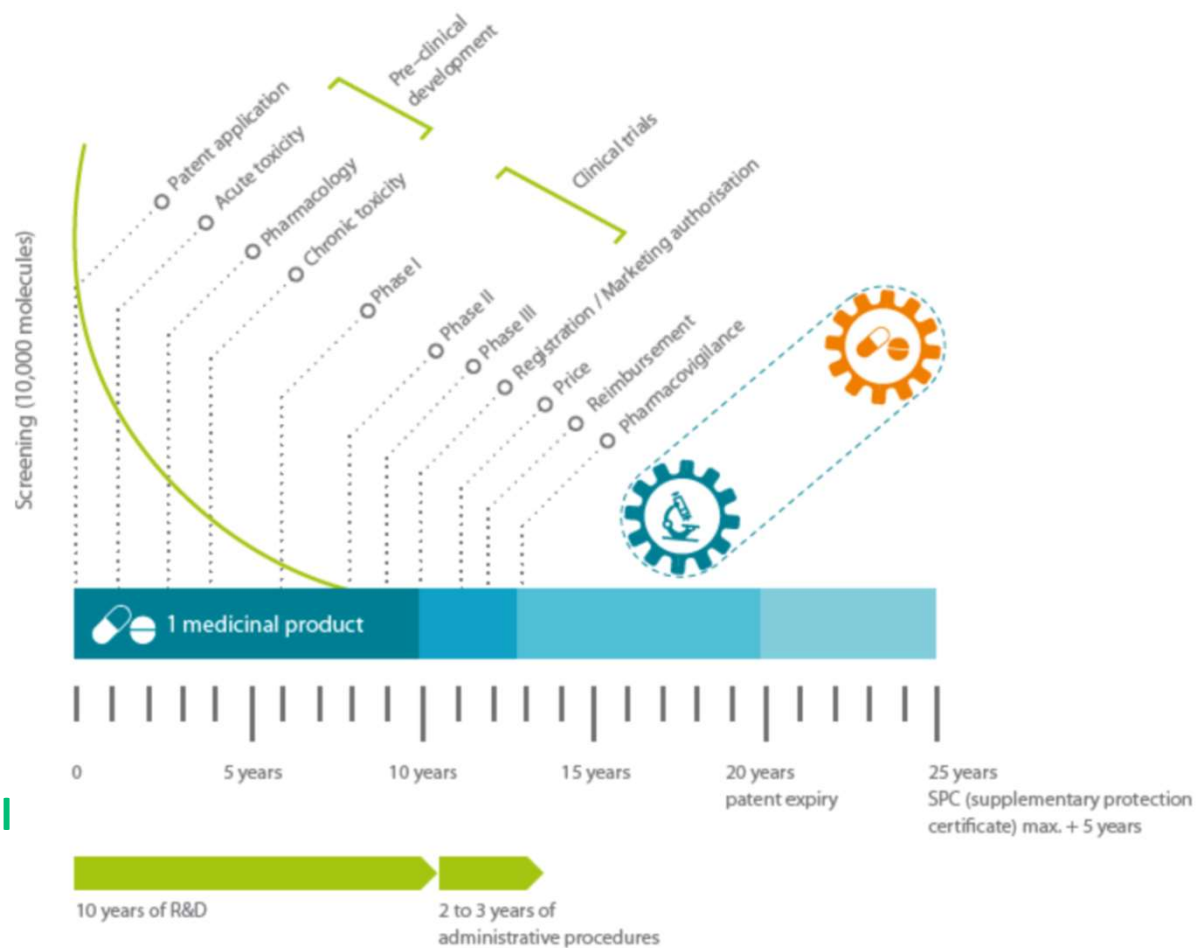 Screening (10,000 molecules)
Patent application
Acute toxicity
Pharmacology
Chronic toxicity
Pre-clinical
development
Phase I
Phase II
Phase III
Clinical trials
Registration / Marketing authorisation
Price
Reimbursement
Pharmacovigilance
1 medicinal product
0
5 years
10 years
15 years
20 years
patent expiry
25 years
SPC (supplementary protection
certificate) max. + 5 years
10 years of R&D
2 to 3 years of
administrative procedures